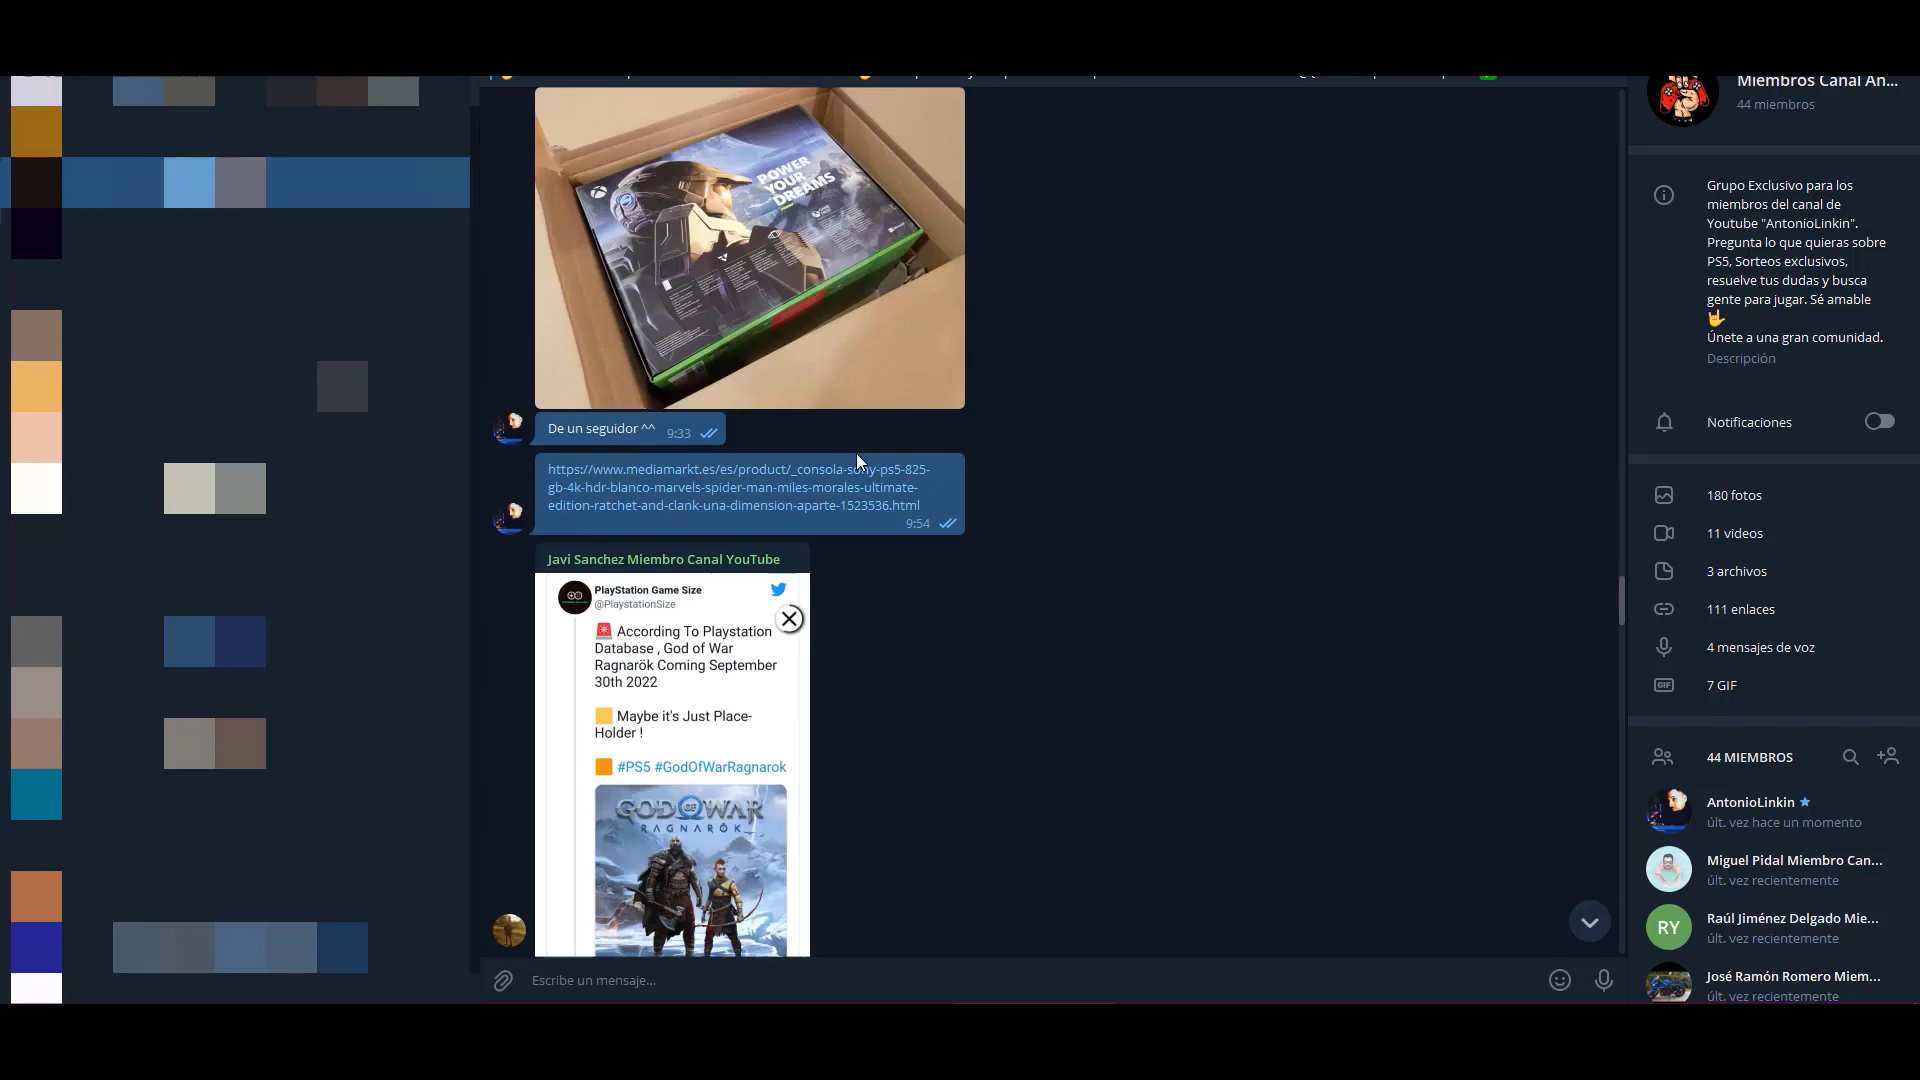 POWER
YOUR
DREAMS
De un seguidor ^^ 9:33
https://www.mediamarkt.es/es/product/_consola-sony-ps5-825-
gb-4k-hdr-blanco-marvels-spider-man-miles-morales-ultimate-
edition-ratchet-and-clank-una-dimension-aparte-1523536.html
9:54
Javi Sanchez Miembro Canal YouTube
PlayStation Game Size
@PlaystationSize
According To Playstation
Database , God of War
Ragnarök Coming September
30th 2022
Maybe it's Just Place-
Holder !
#PS5 #GodOfWarRagnarok
GOD OF WAR
RAGNARÖK
Escribe un mensaje...
Miembros Canal An...
44 miembros
Grupo Exclusivo para los
miembros del canal de
Youtube "AntonioLinkin".
Pregunta lo que quieras sobre
PS5, Sorteos exclusivos,
resuelve tus dudas y busca
gente para jugar. Sé amable
🤟
Únete a una gran comunidad.
Descripción
Notificaciones
180 fotos
11 videos
3 archivos
111 enlaces
4 mensajes de voz
GIF 7 GIF
44 MIEMBROS
AntonioLinkin
últ. vez hace un momento
Miguel Pidal Miembro Can...
últ. vez recientemente
RY
Raúl Jiménez Delgado Mie...
últ. vez recientemente
José Ramón Romero Miem...
últ. vez recientemente